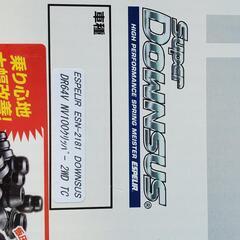 Super
DOWNSUS®
HIGH PERFORMANCE SPRING MEISTER ESPELIR
車種
ESPELIR ESN-2181 DOWNSUS
DR64V NV100ｸﾘｯﾊﾟｰ 2WD TC
乗り心地
大幅改善!